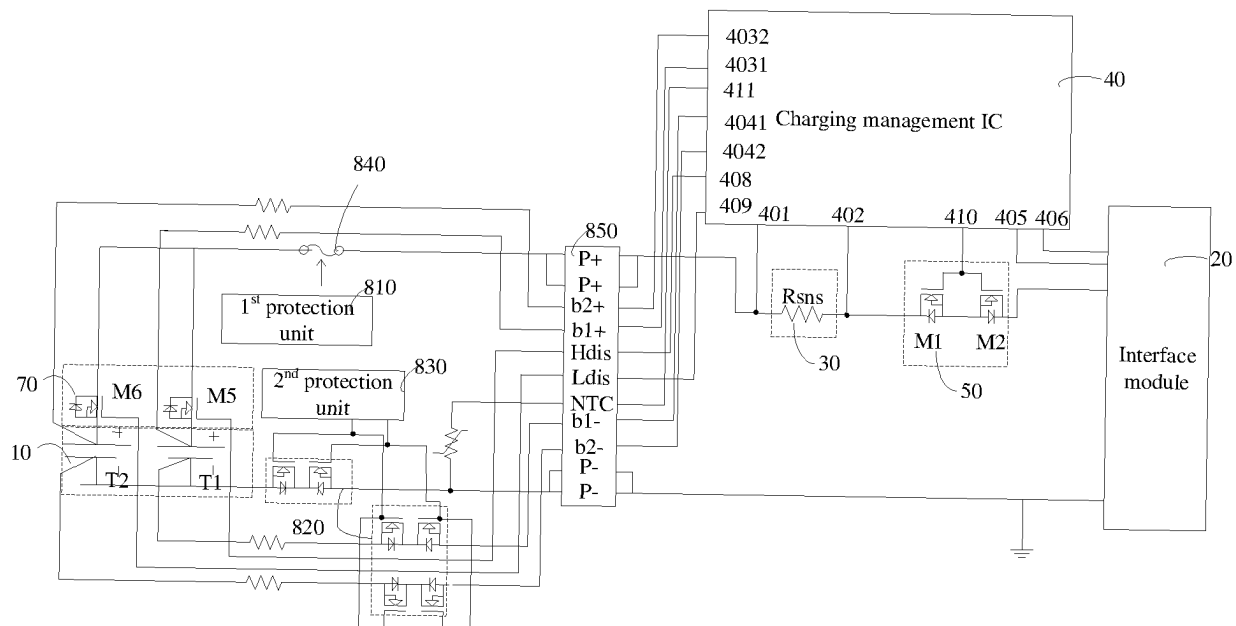 4032
4031
411
4041
4042
408
409
Charging management IC
40
401
402
410
405
406
840
850
P+
P+
b2+
b1+
Hdis
Ldis
NTC
b1-
b2-
P-
P-
810
1st protection
unit
830
2nd protection
unit
Rsns
30
M1
M2
50
20
Interface
module
70
M6
M5
10
+
+
T2
T1
820